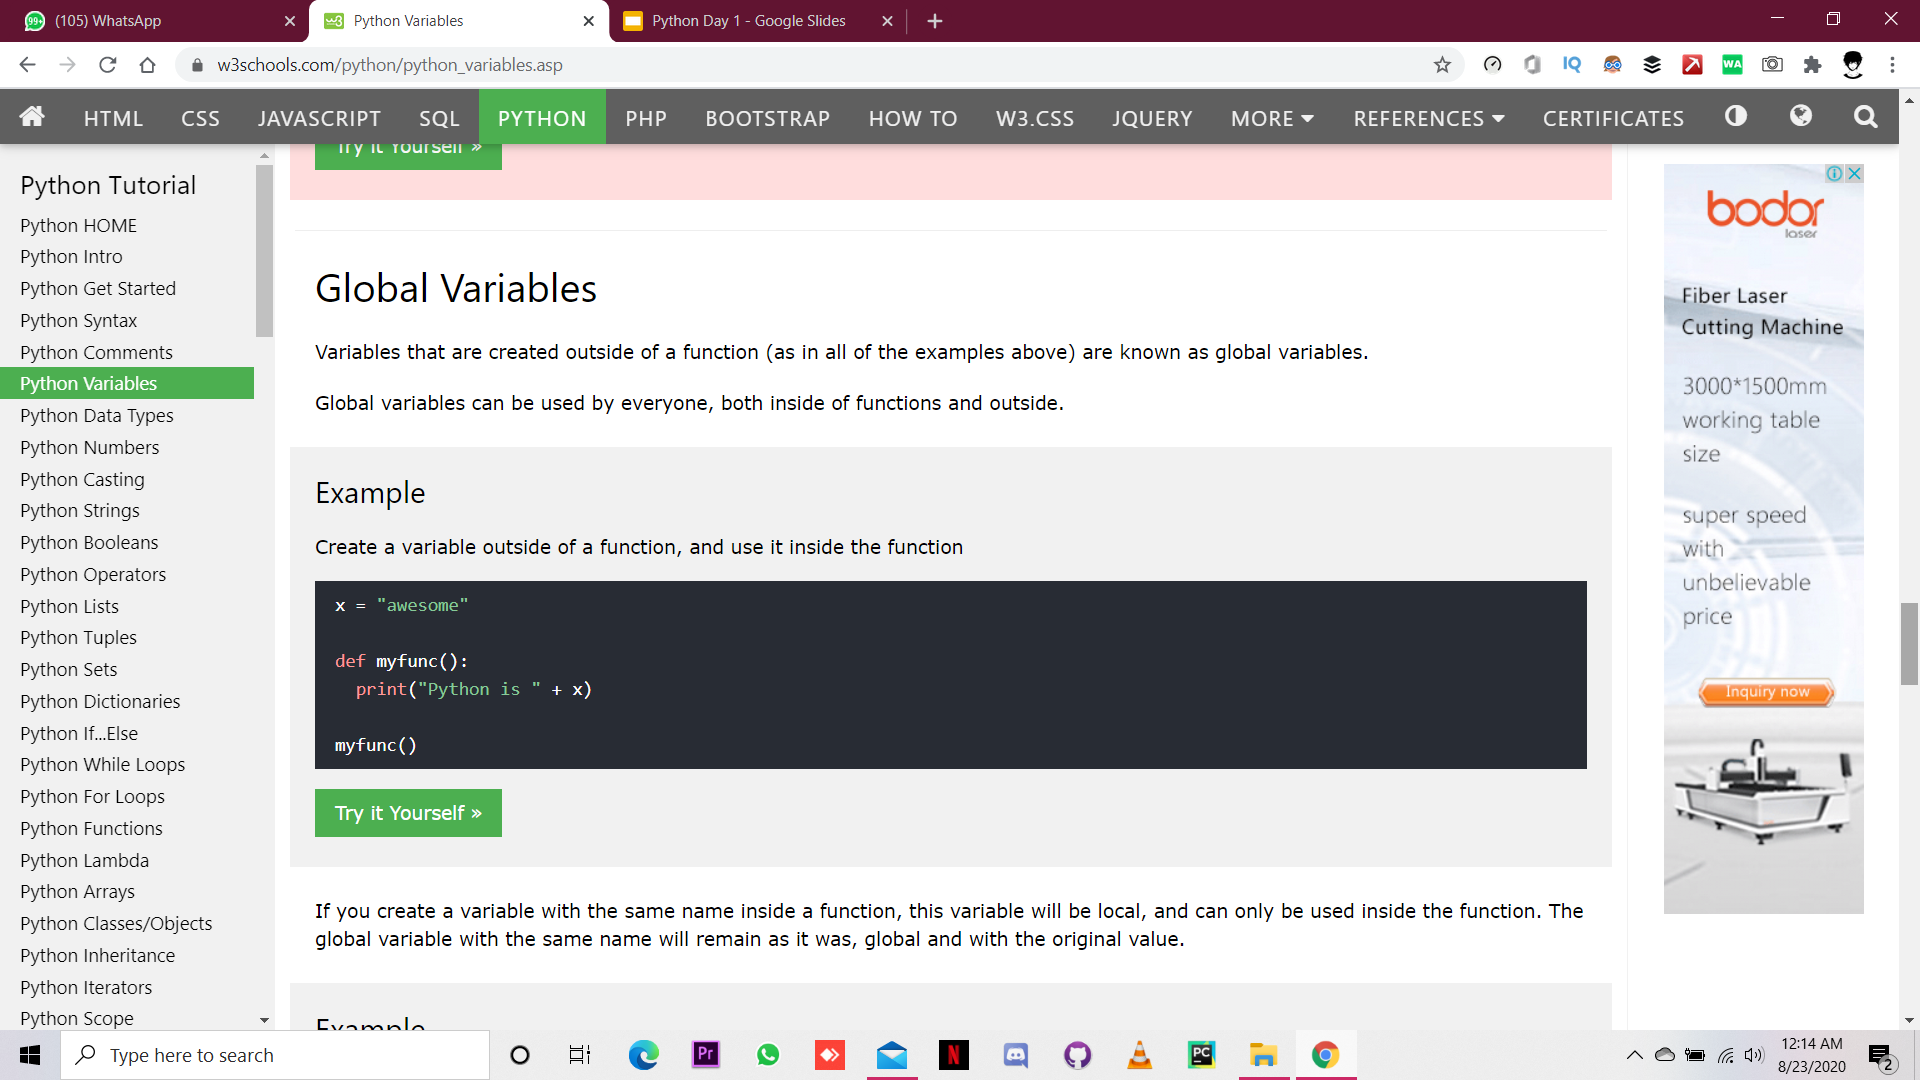 99+ (105) WhatsApp
Python Variables
Python Day 1 - Google Slides
w3schools.com/python/python_variables.asp
HTML CSS JAVASCRIPT SQL PYTHON PHP BOOTSTRAP HOW TO W3.CSS JQUERY MORE REFERENCES CERTIFICATES
Python Tutorial
Python HOME
Python Intro
Python Get Started
Python Syntax
Python Comments
Python Variables
Python Data Types
Python Numbers
Python Casting
Python Strings
Python Booleans
Python Operators
Python Lists
Python Tuples
Python Sets
Python Dictionaries
Python If...Else
Python While Loops
Python For Loops
Python Functions
Python Lambda
Python Arrays
Python Classes/Objects
Python Inheritance
Python Iterators
Python Scope
Try it Yourself »
Global Variables
Variables that are created outside of a function (as in all of the examples above) are known as global variables.
Global variables can be used by everyone, both inside of functions and outside.
Example
Create a variable outside of a function, and use it inside the function
x = "awesome"
def myfunc():
print("Python is " + x)
myfunc()
Try it Yourself »
If you create a variable with the same name inside a function, this variable will be local, and can only be used inside the function. The
global variable with the same name will remain as it was, global and with the original value.
Example
bodor
laser
Fiber Laser
Cutting Machine
3000*1500mm
working table
size
super speed
with
unbelievable
price
Inquiry now
IQ
WA
Type here to search
Pr
N
PC
12:14 AM
8/23/2020
2